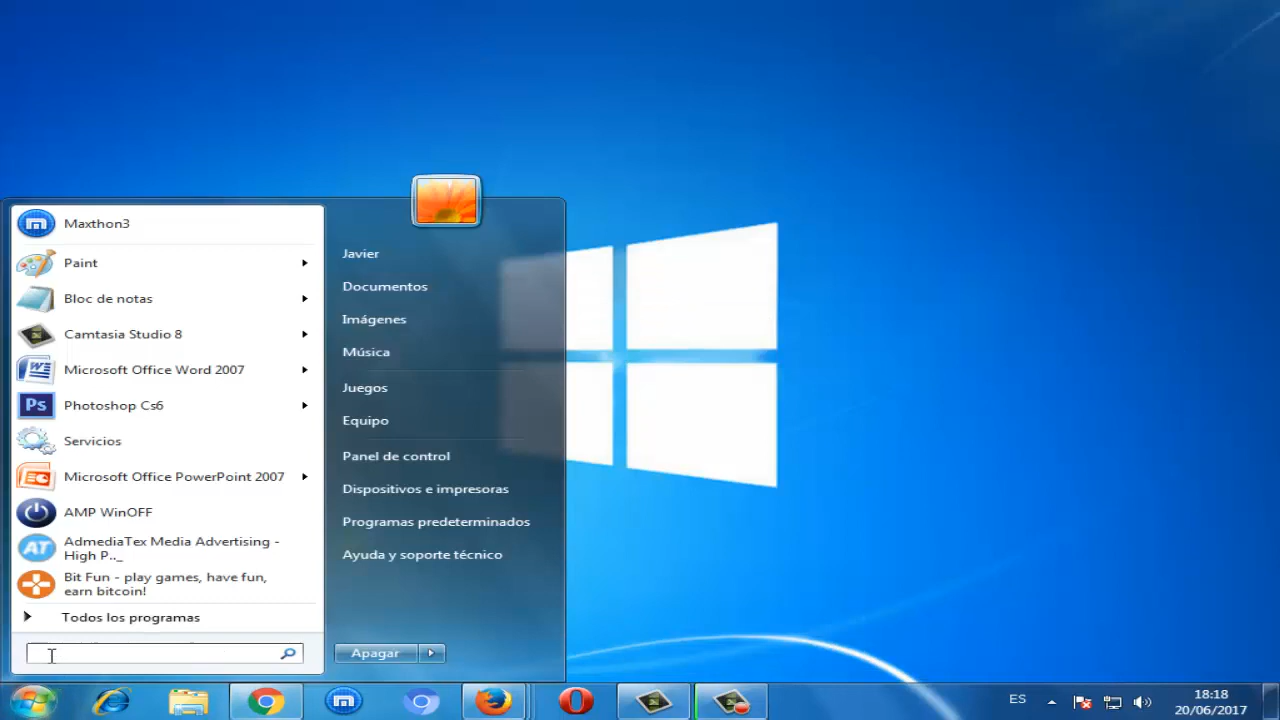 Maxthon3
Paint
Bloc de notas
Camtasia Studio 8
Microsoft Office Word 2007
Ps Photoshop Cs6
Servicios
Microsoft Office PowerPoint 2007
AMP WinOFF
AT AdmediaTex Media Advertising -
High P.._
Bit Fun - play games, have fun,
earn bitcoin!
Todos los programas
Javier
Documentos
Imágenes
Música
Juegos
Equipo
Panel de control
Dispositivos e impresoras
Programas predeterminados
Ayuda y soporte técnico
Apagar
ES
18:18
20/06/2017